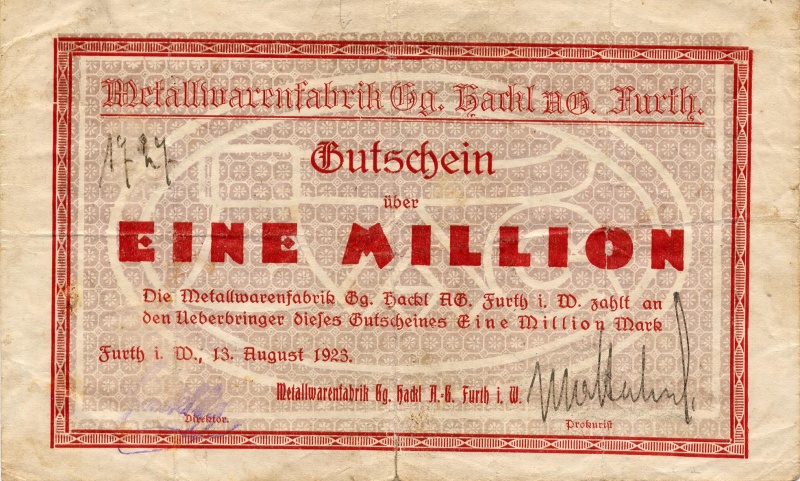 Metallwarenfabrik Gg. Hackl AG. Furth.
1727
Gutschein
über
EINE MILLION
Die Metallwarenfabrik Gg. Hackl AG. Furth i. W. zahlt an
den Ueberbringer dieses Gutscheines Eine Million Mark
Furth i. W., 13. August 1923.
Metallwarenfabrik Gg. Hackl A.-G. Furth i. W.
Direktor. Prokurist